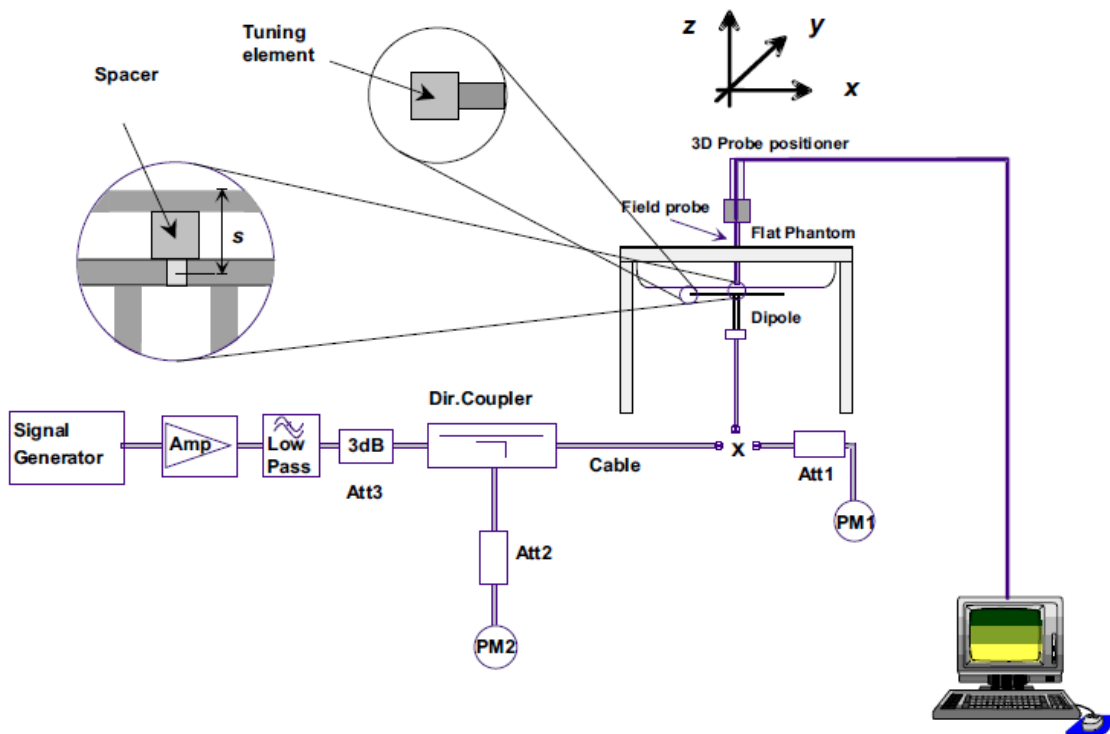 Tuning
element
Spacer
s
z
y
x
3D Probe positioner
Field probe
Flat Phantom
Dipole
Dir.Coupler
Signal
Generator
Amp
Low
Pass
3dB
Att3
Cable
X
Att1
PM1
Att2
PM2